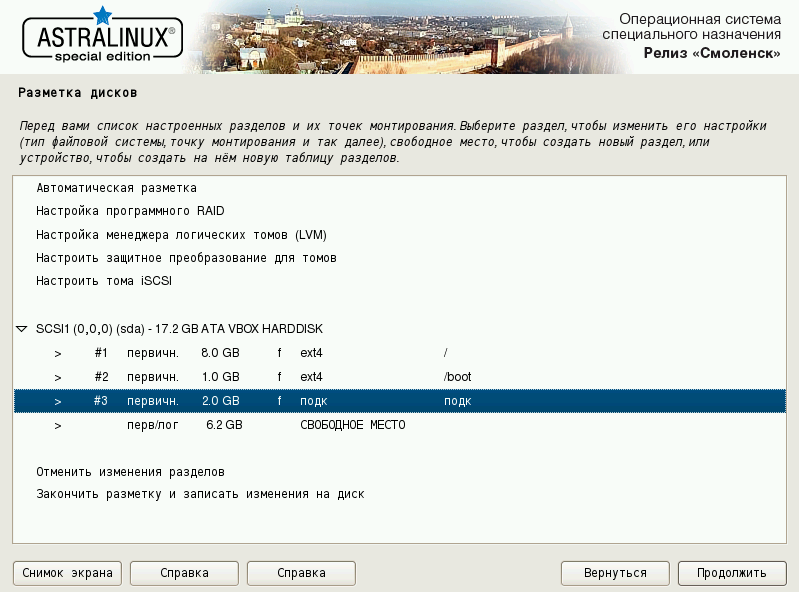 ASTRALINUX®
special edition
Операционная система
специального назначения
Релиз «Смоленск»
Разметка дисков
Перед вами список настроенных разделов и их точек монтирования. Выберите раздел, чтобы изменить его настройки
(тип файловой системы, точку монтирования и так далее), свободное место, чтобы создать новый раздел, или
устройство, чтобы создать на нём новую таблицу разделов.
Автоматическая разметка
Настройка программного RAID
Настройка менеджера логических томов (LVM)
Настроить защитное преобразование для томов
Настроить тома iSCSI
SCSI1 (0,0,0) (sda) - 17.2 GB ATA VBOX HARDDISK
> #1 первичн. 8.0 GB f ext4 /
> #2 первичн. 1.0 GB f ext4 /boot
> #3 первичн. 2.0 GB f подк подк
> перв/лог 6.2 GB СВОБОДНОЕ МЕСТО
Отменить изменения разделов
Закончить разметку и записать изменения на диск
Снимок экрана Справка Справка Вернуться Продолжить